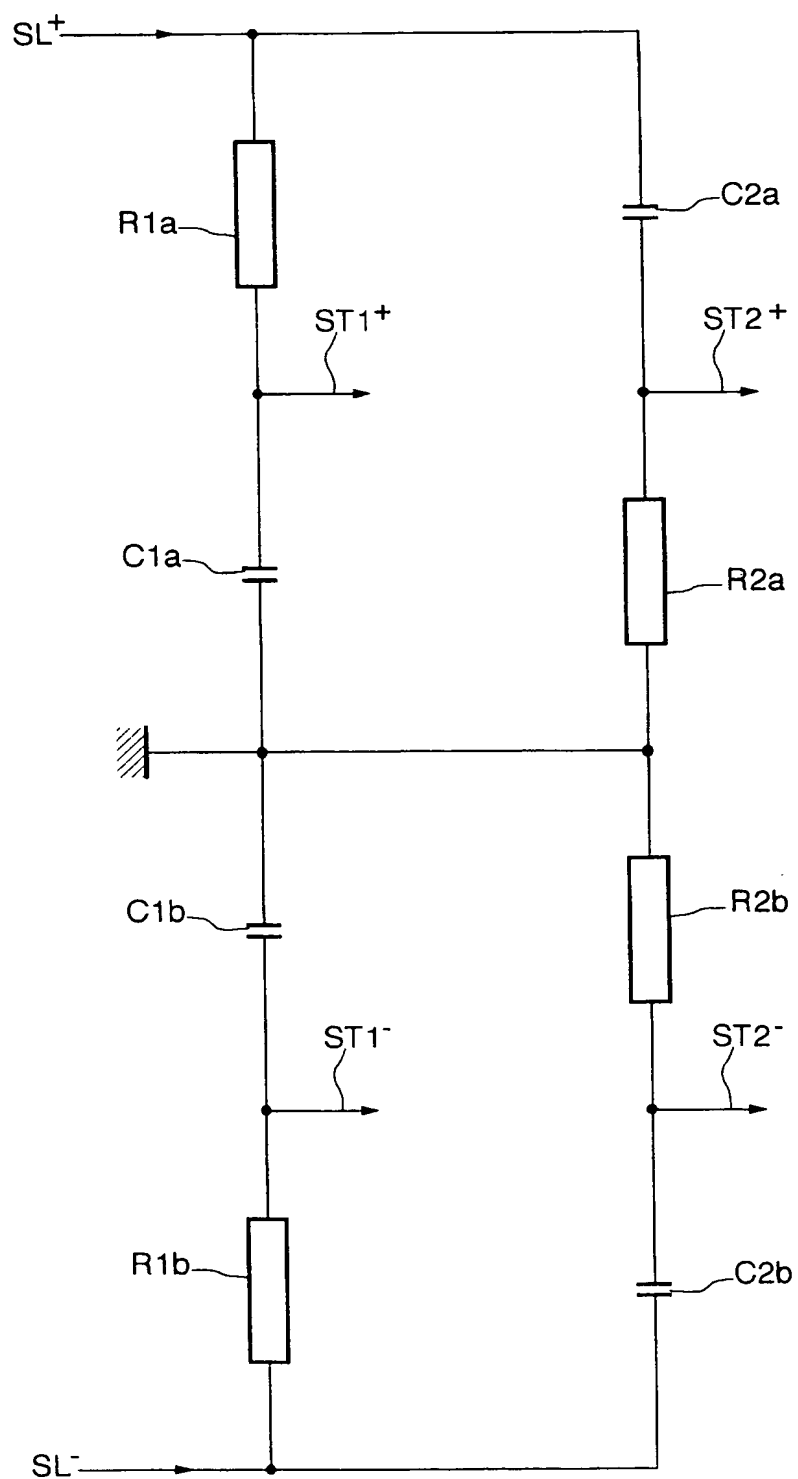 SL+
C2a
R1a
ST1+
ST2+
C1a
R2a
C1b
R2b
ST1-
ST2-
R1b
C2b
SL-